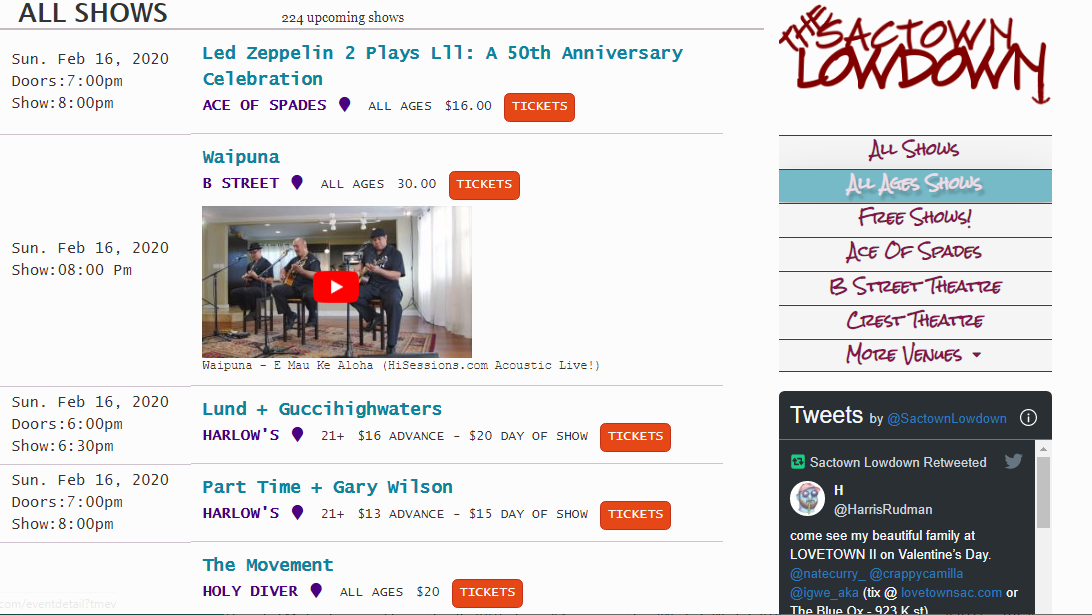 ALL SHOWS
224 upcoming shows
Sun. Feb 16, 2020
Doors:7:00pm
Show:8:00pm
Led Zeppelin 2 Plays Lll: A 50th Anniversary
Celebration
ACE OF SPADES ALL AGES $16.00 TICKETS
Sun. Feb 16, 2020
Show:08:00 Pm
Waipuna
B STREET ALL AGES 30.00 TICKETS
Waipuna - E Mau Ke Aloha (HiSessions.com Acoustic Live!)
Sun. Feb 16, 2020
Doors:6:00pm
Show:6:30pm
Lund + Guccihighwaters
HARLOW'S 21+ $16 ADVANCE - $20 DAY OF SHOW TICKETS
Sun. Feb 16, 2020
Doors:7:00pm
Show:8:00pm
Part Time + Gary Wilson
HARLOW'S 21+ $13 ADVANCE - $15 DAY OF SHOW TICKETS
The Movement
HOLY DIVER ALL AGES $20 TICKETS
com/eventdetail?tmev
THE SACTOWN
LOWDOWN
All Shows
All Ages Shows
Free Shows!
Ace Of Spades
B Street Theatre
Crest Theatre
More Venues
Tweets by @SactownLowdown
Sactown Lowdown Retweeted
H
@HarrisRudman
come see my beautiful family at
LOVETOWN II on Valentine's Day.
@natecurry_ @crappycamilla
@igwe_aka (tix @ lovetownsac.com or
The Blue Ox - 923 K st)